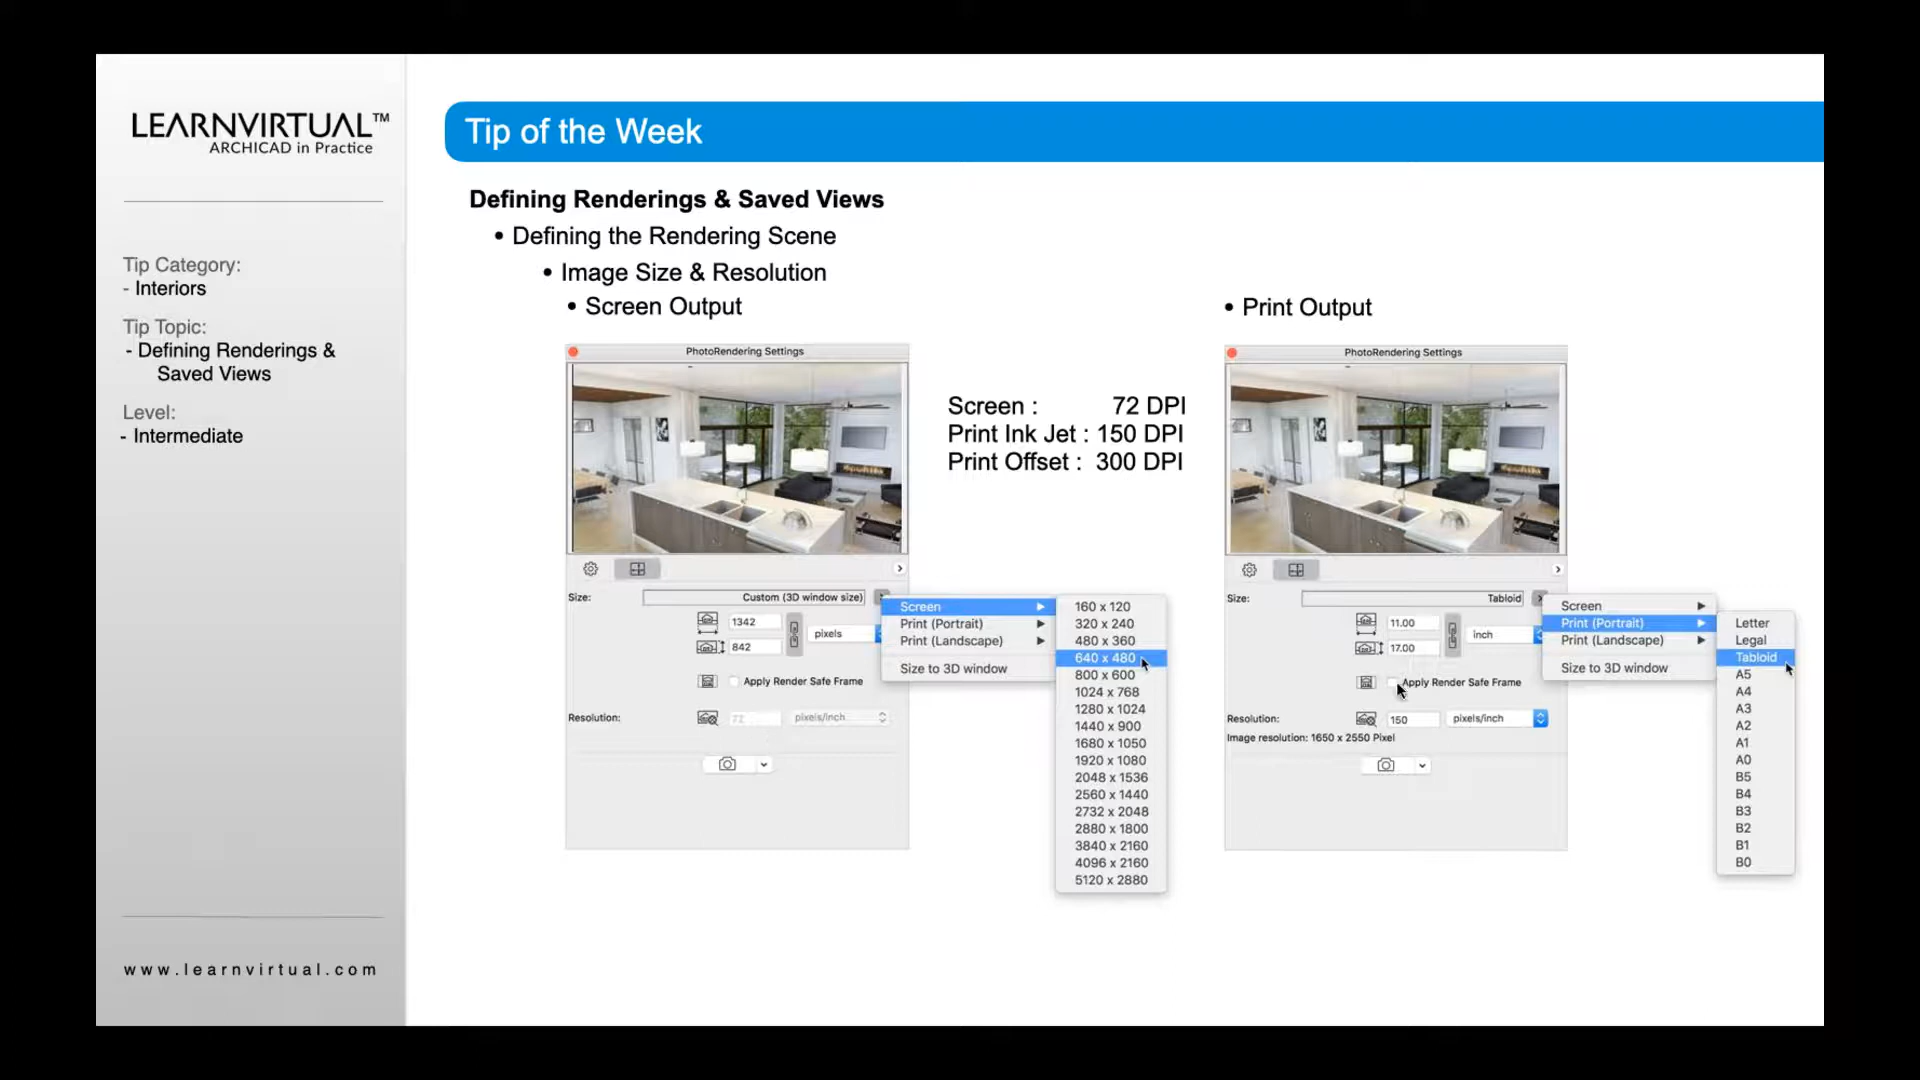 LEARNVIRTUAL™
ARCHICAD in Practice
Tip Category:
- Interiors
Tip Topic:
- Defining Renderings &
Saved Views
Level:
- Intermediate
www.learnvirtual.com
Tip of the Week
Defining Renderings & Saved Views
• Defining the Rendering Scene
• Image Size & Resolution
• Screen Output
PhotoRendering Settings
Size:
Custom (3D window size)
1342
842
pixels
Apply Render Safe Frame
Resolution:
72
pixels/inch
Screen
Print (Portrait)
Print (Landscape)
Size to 3D window
160 x 120
320 x 240
480 x 360
640 x 480
800 x 600
1024 x 768
1280 x 1024
1440 x 900
1680 x 1050
1920 x 1080
2048 x 1536
2560 x 1440
2732 x 2048
2880 x 1800
3840 x 2160
4096 x 2160
5120 x 2880
Screen : 72 DPI
Print Ink Jet : 150 DPI
Print Offset : 300 DPI
• Print Output
PhotoRendering Settings
Size:
Tabloid
11.00
17.00
inch
Apply Render Safe Frame
Resolution:
150
pixels/inch
Image resolution: 1650 x 2550 Pixel
Screen
Print (Portrait)
Print (Landscape)
Size to 3D window
Letter
Legal
Tabloid
A5
A4
A3
A2
A1
A0
B5
B4
B3
B2
B1
B0